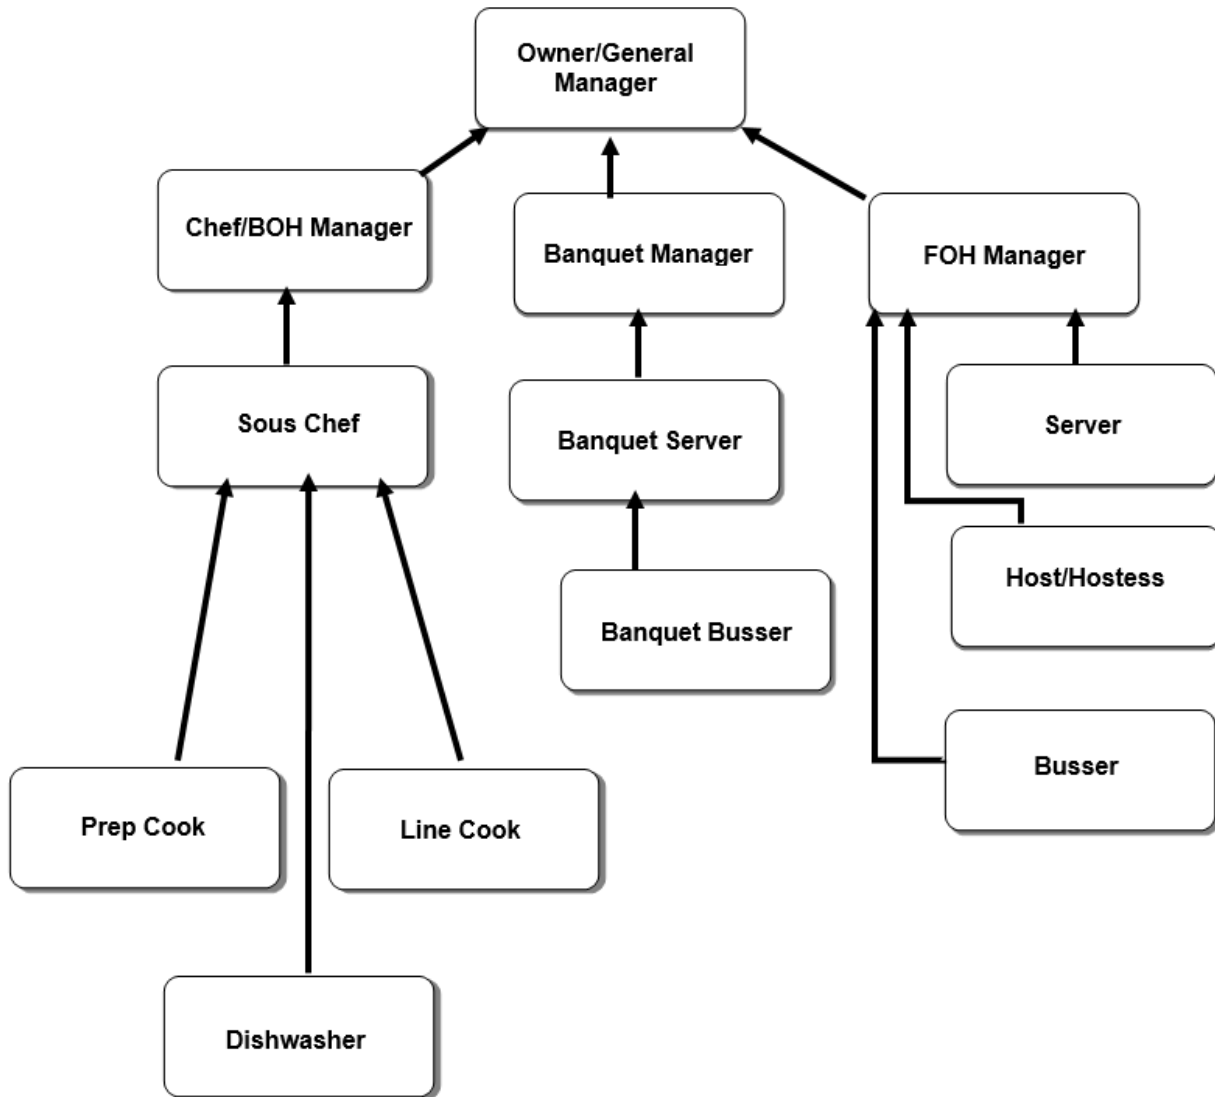 Owner/General
Manager
Chef/BOH Manager
Banquet Manager
FOH Manager
Sous Chef
Banquet Server
Server
Host/Hostess
Banquet Busser
Busser
Prep Cook
Line Cook
Dishwasher